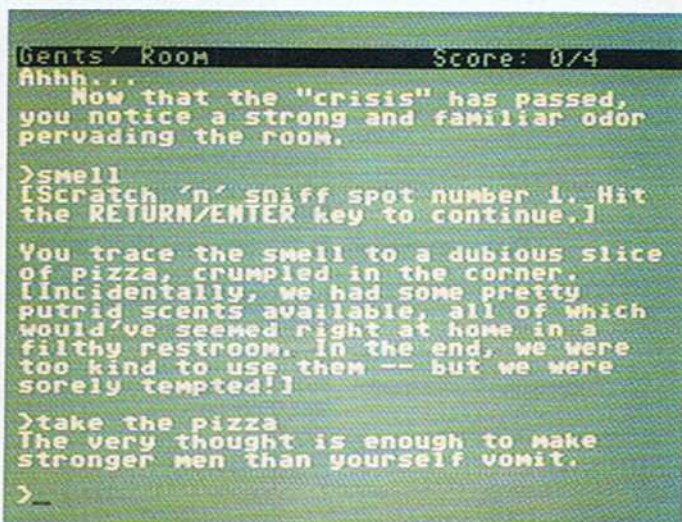 Gents' Room Score: 0/4
Ahhh...
Now that the "crisis" has passed,
you notice a strong and familiar odor
pervading the room.
>smell
[Scratch 'n' sniff spot number 1. Hit
the RETURN/ENTER key to continue.]
You trace the smell to a dubious slice
of pizza, crumpled in the corner.
[Incidentally, we had some pretty
putrid scents available, all of which
would've seemed right at home in a
filthy restroom. In the end, we were
too kind to use them -- but we were
sorely tempted!]
>take the pizza
The very thought is enough to make
stronger men than yourself vomit.
>_